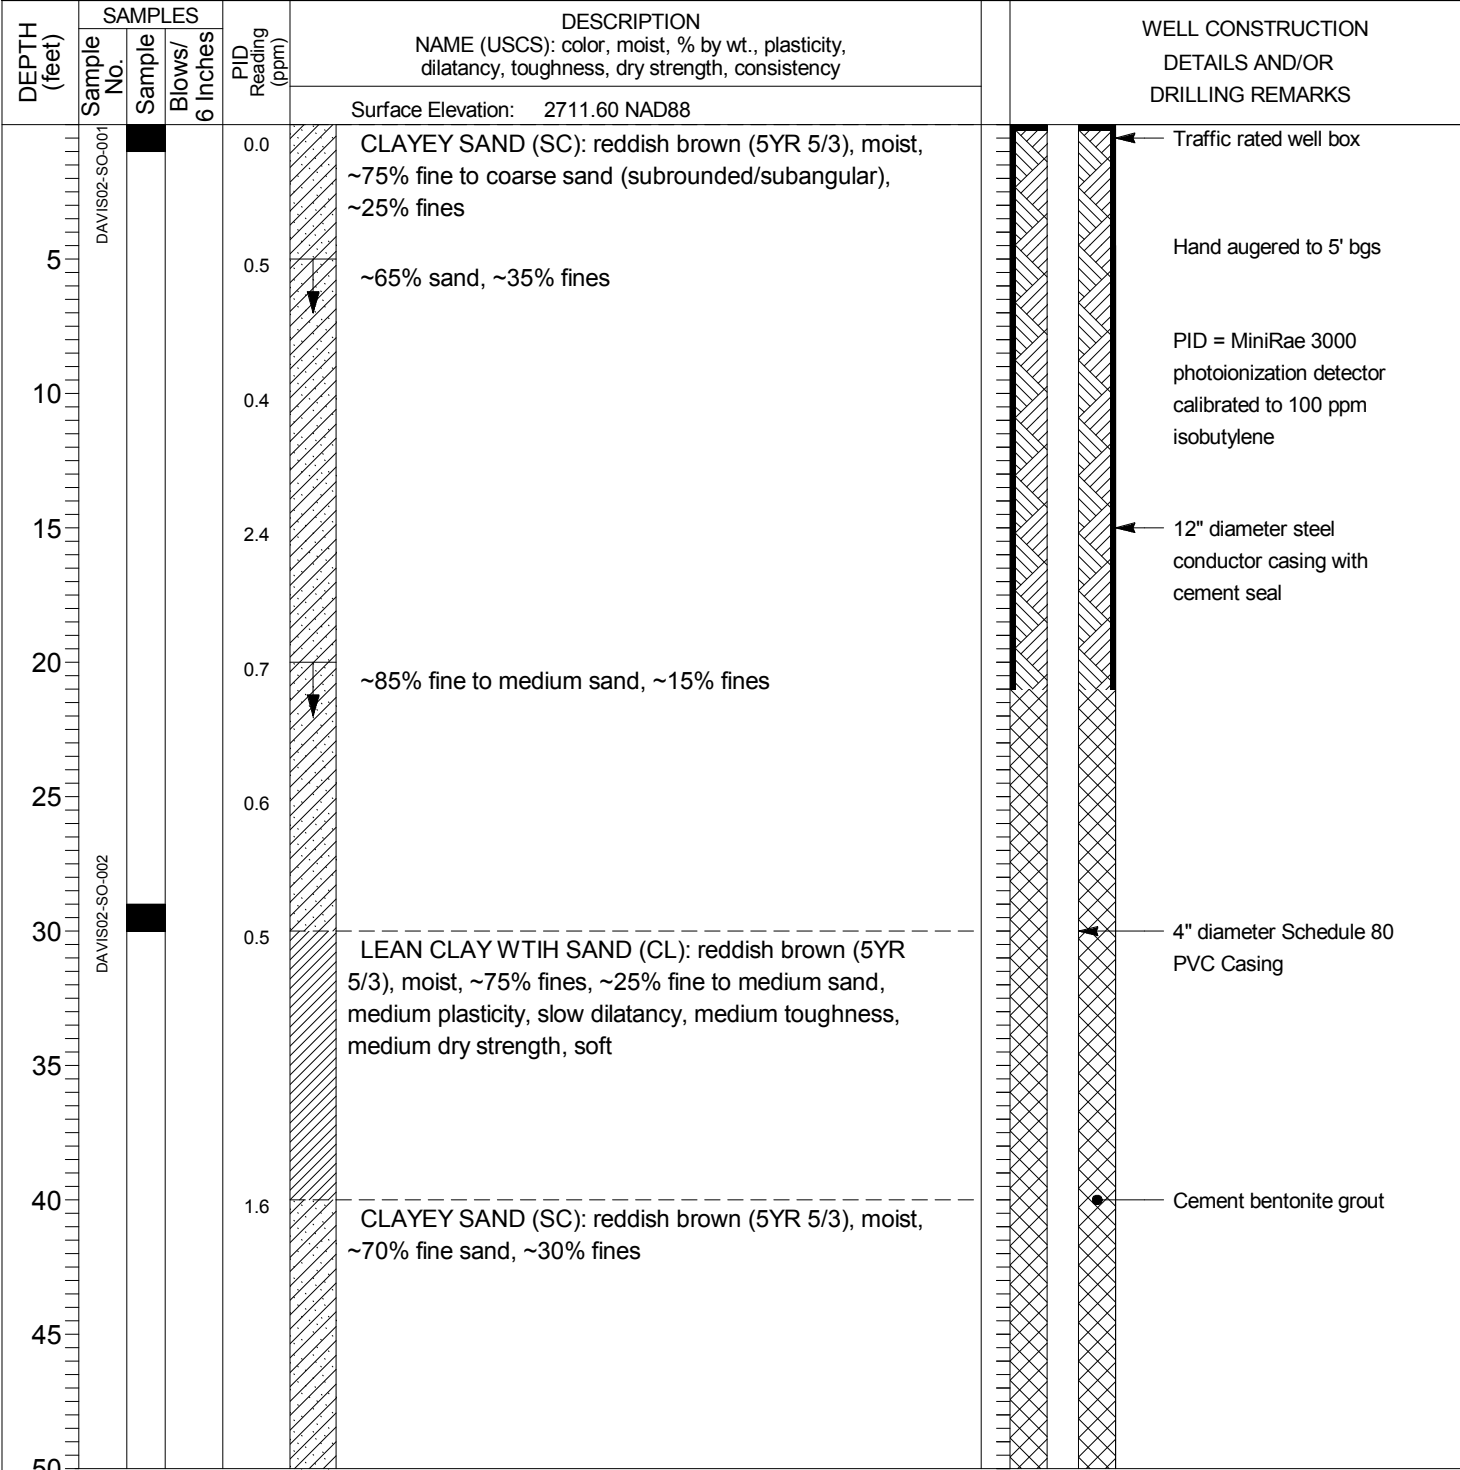 DEPTH
(feet)
SAMPLES
Sample
No.
Sample
Blows/
6 Inches
PID
Reading
(ppm)
DESCRIPTION
NAME (USCS): color, moist, % by wt., plasticity,
dilatancy, toughness, dry strength, consistency
Surface Elevation: 2711.60 NAD88
WELL CONSTRUCTION
DETAILS AND/OR
DRILLING REMARKS
DAVIS02-SO-001
0.0
CLAYEY SAND (SC): reddish brown (5YR 5/3), moist,
~75% fine to coarse sand (subrounded/subangular),
~25% fines
Traffic rated well box
Hand augered to 5' bgs
5
0.5
~65% sand, ~35% fines
PID = MiniRae 3000
photoionization detector
calibrated to 100 ppm
isobutylene
10
0.4
15
2.4
12" diameter steel
conductor casing with
cement seal
20
0.7
~85% fine to medium sand, ~15% fines
25
0.6
DAVIS02-SO-002
30
0.5
LEAN CLAY WTIH SAND (CL): reddish brown (5YR
5/3), moist, ~75% fines, ~25% fine to medium sand,
medium plasticity, slow dilatancy, medium toughness,
medium dry strength, soft
4" diameter Schedule 80
PVC Casing
35
40
1.6
CLAYEY SAND (SC): reddish brown (5YR 5/3), moist,
~70% fine sand, ~30% fines
Cement bentonite grout
45
50